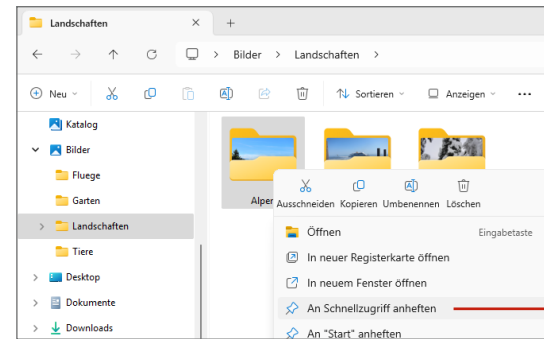 Landschaften
Bilder > Landschaften >
Neu Sortieren Anzeigen ...
Katalog
Bilder
Fluege
Garten
Landschaften
Tiere
Desktop
Dokumente
Downloads
Ausschneiden Kopieren Umbenennen Löschen
Öffnen Eingabetaste
In neuer Registerkarte öffnen
In neuem Fenster öffnen
An Schnellzugriff anheften
An "Start" anheften